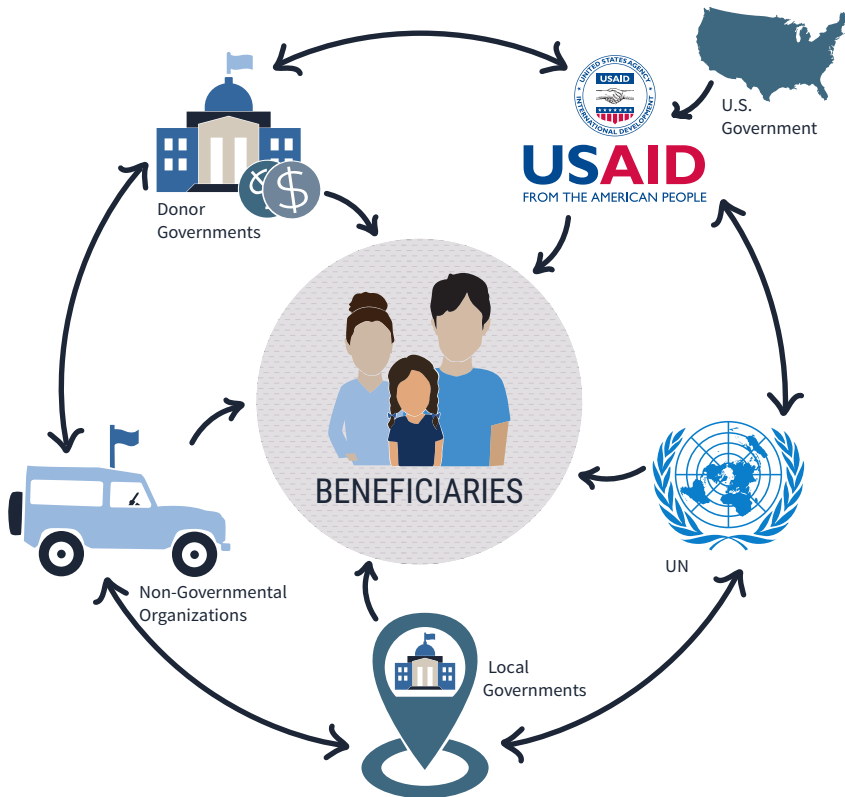 UNITED STATES AGENCY
USAID
INTERNATIONAL DEVELOPMENT
USAID
FROM THE AMERICAN PEOPLE
U.S.
Government
Donor
Governments
$ $
BENEFICIARIES
UN
Non-Governmental
Organizations
Local
Governments